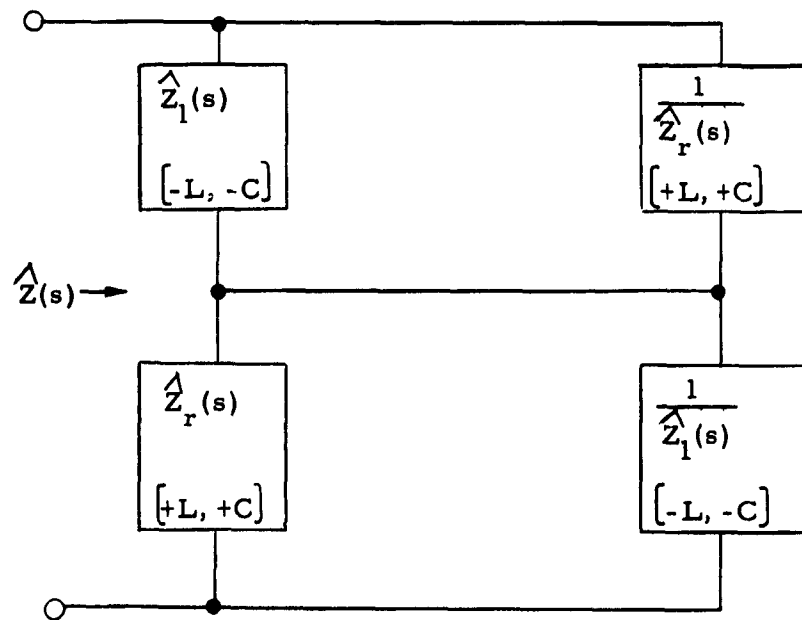 Ẑ₁(s)
[-L, -C]
1
Ẑᵣ(s)
[+L, +C]
Ẑ(s)
Ẑᵣ(s)
[+L, +C]
1
Ẑ₁(s)
[-L, -C]